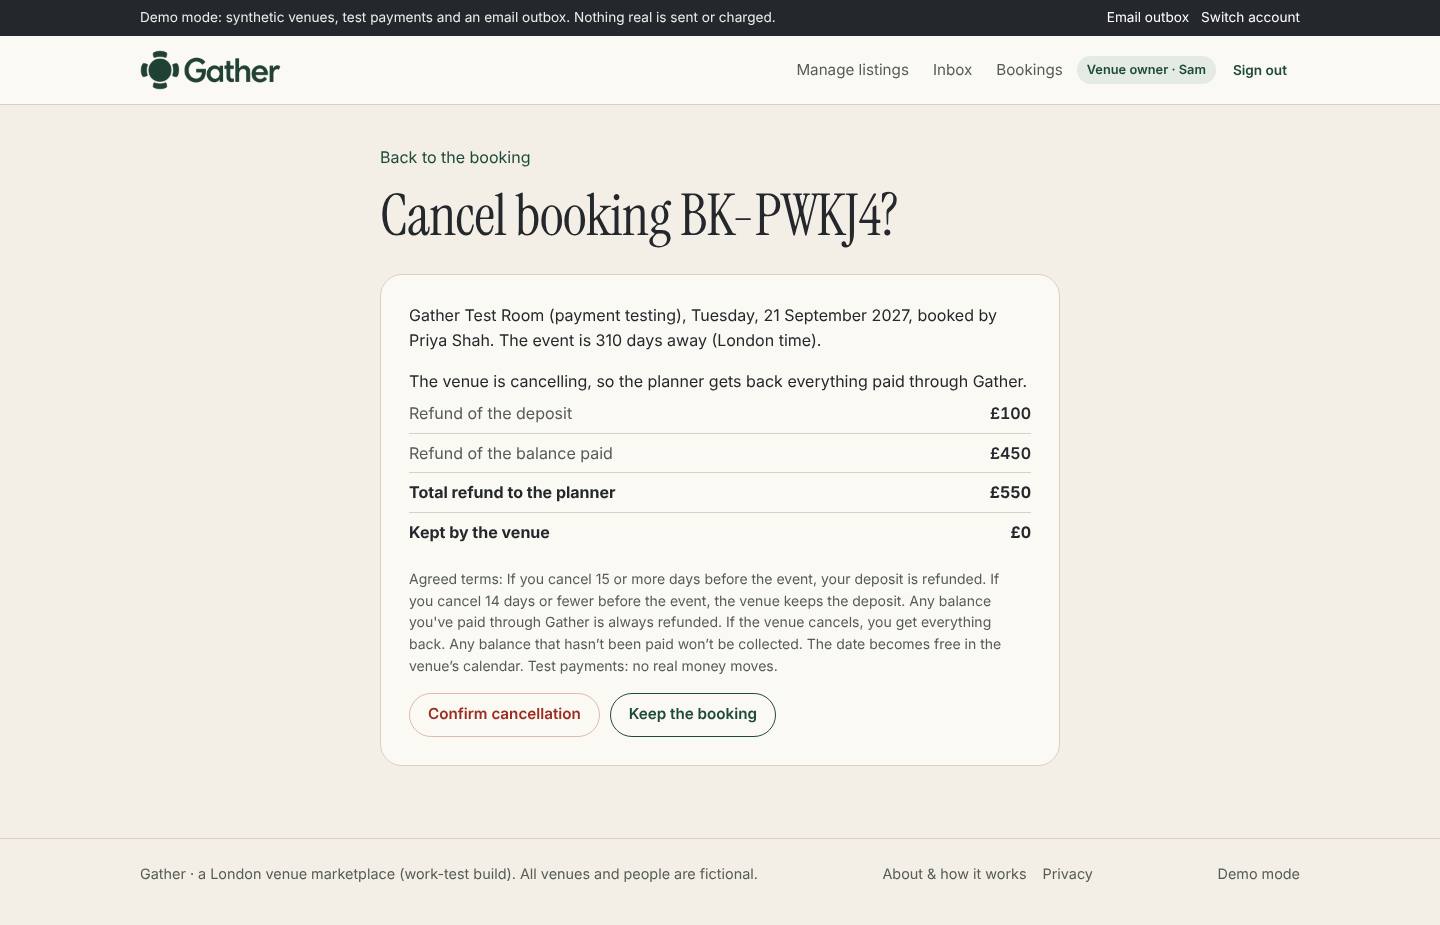 Demo mode: synthetic venues, test payments and an email outbox. Nothing real is sent or charged.
Email outbox Switch account
Gather
Manage listings Inbox Bookings Venue owner · Sam Sign out
Back to the booking
Cancel booking BK-PWKJ4?
Gather Test Room (payment testing), Tuesday, 21 September 2027, booked by
Priya Shah. The event is 310 days away (London time).
The venue is cancelling, so the planner gets back everything paid through Gather.
Refund of the deposit £100
Refund of the balance paid £450
Total refund to the planner £550
Kept by the venue £0
Agreed terms: If you cancel 15 or more days before the event, your deposit is refunded. If
you cancel 14 days or fewer before the event, the venue keeps the deposit. Any balance
you've paid through Gather is always refunded. If the venue cancels, you get everything
back. Any balance that hasn’t been paid won’t be collected. The date becomes free in the
venue’s calendar. Test payments: no real money moves.
Confirm cancellation Keep the booking
Gather · a London venue marketplace (work-test build). All venues and people are fictional.
About & how it works Privacy
Demo mode